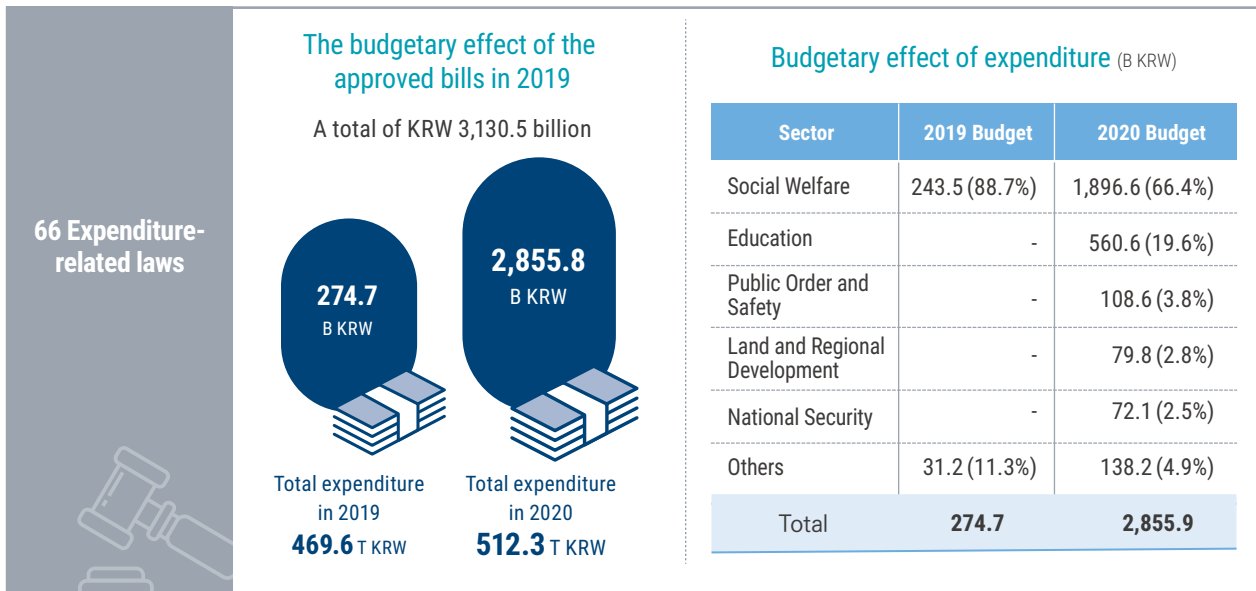 66 Expenditure-
related laws
The budgetary effect of the
approved bills in 2019
A total of KRW 3,130.5 billion
274.7
B KRW
2,855.8
B KRW
Total expenditure
in 2019
469.6 T KRW
Total expenditure
in 2020
512.3 T KRW
Budgetary effect of expenditure (B KRW)
Sector 2019 Budget 2020 Budget
Social Welfare 243.5 (88.7%) 1,896.6 (66.4%)
Education - 560.6 (19.6%)
Public Order and
Safety - 108.6 (3.8%)
Land and Regional
Development - 79.8 (2.8%)
National Security - 72.1 (2.5%)
Others 31.2 (11.3%) 138.2 (4.9%)
Total 274.7 2,855.9